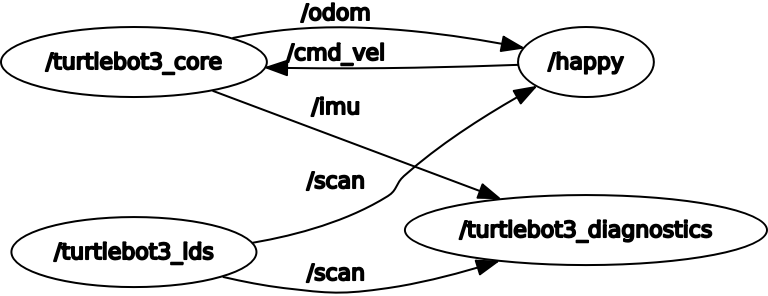 /odom
/turtlebot3_core
/cmd_vel
/happy
/imu
/scan
/turtlebot3_diagnostics
/turtlebot3_lds
/scan